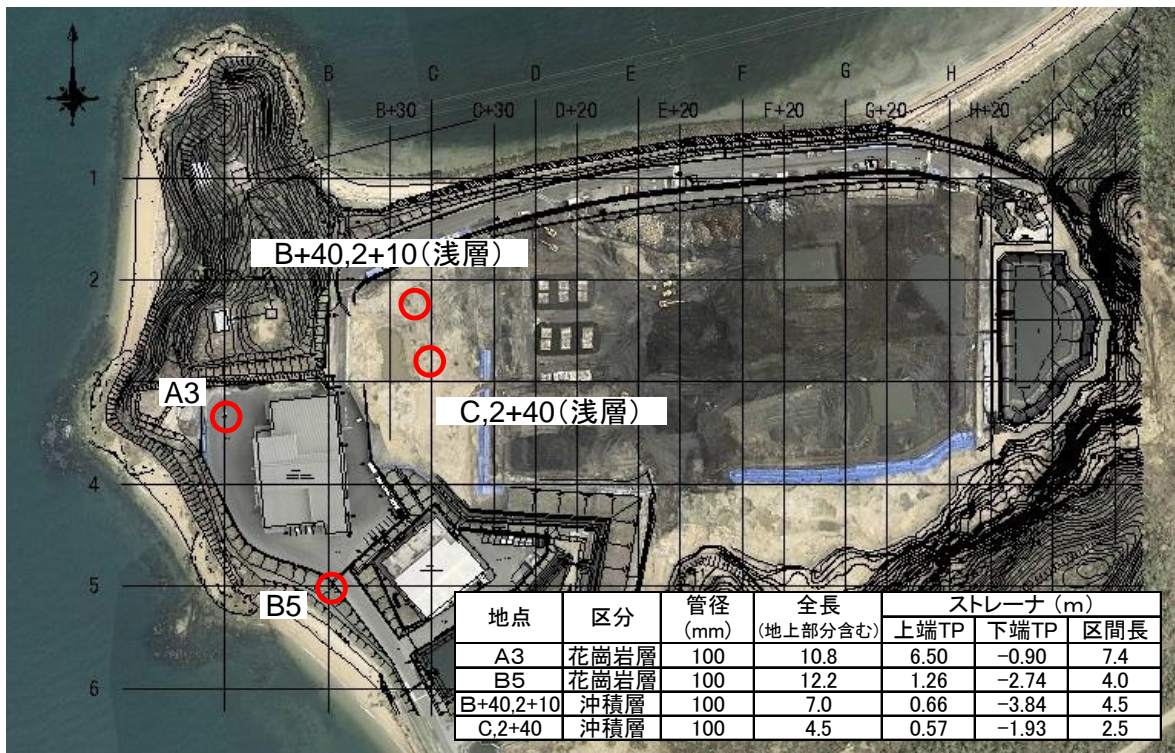 A B C D E F G H I
B+30 C+30 D+20 E+20 F+20 G+20 H+20
1
B+40,2+10(浅層)
2
3
A3
C,2+40(浅層)
4
5
B5
6
地点 区分 管径 (mm) 全長 (地上部分含む) ストレーナ (m)
上端TP 下端TP 区間長
A3 花崗岩層 100 10.8 6.50 −0.90 7.4
B5 花崗岩層 100 12.2 1.26 −2.74 4.0
B+40,2+10 沖積層 100 7.0 0.66 −3.84 4.5
C,2+40 沖積層 100 4.5 0.57 −1.93 2.5